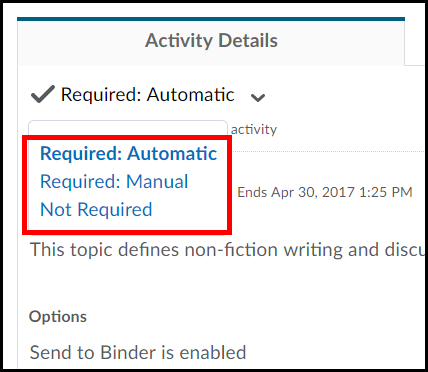 Activity Details
Required: Automatic
activity
Required: Automatic
Required: Manual
Ends Apr 30, 2017 1:25 PM
Not Required
This topic defines non-fiction writing and
Options
Send to Binder is enabled